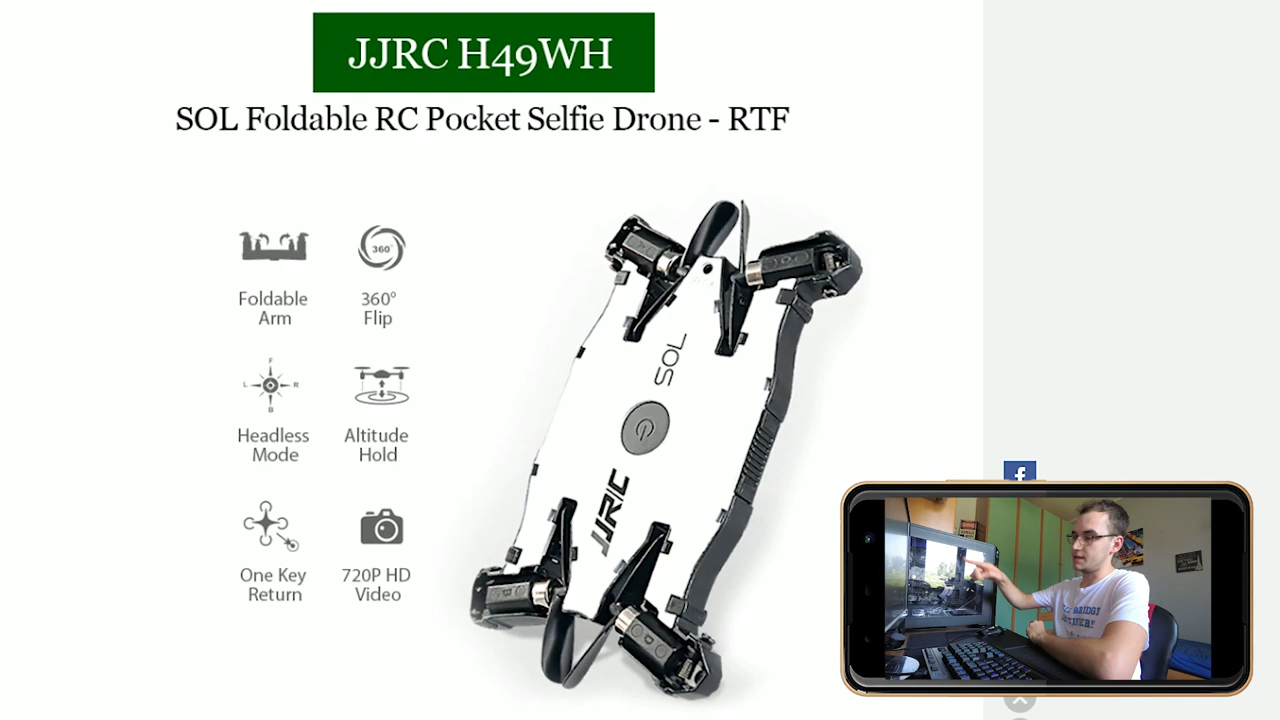 JJRC H49WH
SOL Foldable RC Pocket Selfie Drone - RTF
Foldable
Arm
360
360°
Flip
F
L
R
B
Headless
Mode
Altitude
Hold
One Key
Return
720P HD
Video
SOL
JJRC
f